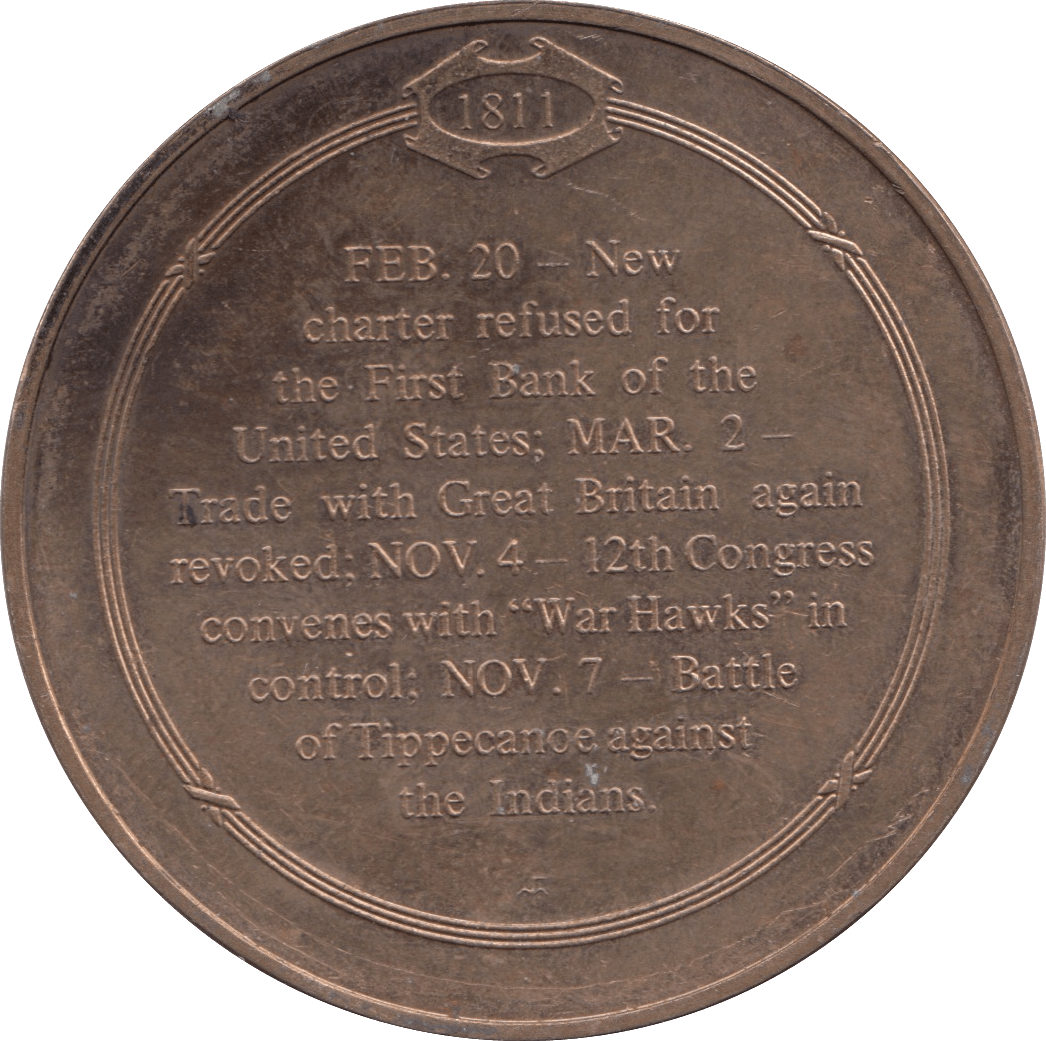 1811
FEB. 20 – New
charter refused for
the First Bank of the
United States; MAR. 2 –
Trade with Great Britain again
revoked; NOV. 4 – 12th Congress
convenes with “War Hawks” in
control; NOV. 7 – Battle
of Tippecanoe against
the Indians.